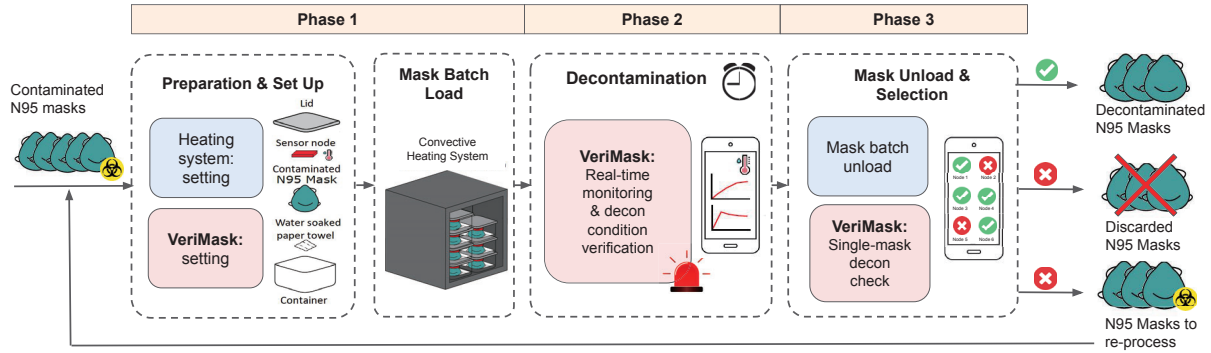 Phase 1
Phase 2
Phase 3
Contaminated
N95 masks
Preparation & Set Up
Heating
system:
setting
VeriMask:
setting
Lid
Sensor node
Contaminated
N95 Mask
Water soaked
paper towel
Container
Mask Batch
Load
Convective
Heating System
Decontamination
VeriMask:
Real-time
monitoring
& decon
condition
verification
Mask Unload &
Selection
Mask batch
unload
VeriMask:
Single-mask
decon
check
Node 1
Node 2
Node 3
Node 4
Node 5
Node 6
Decontaminated
N95 Masks
Discarded
N95 Masks
N95 Masks to
re-process